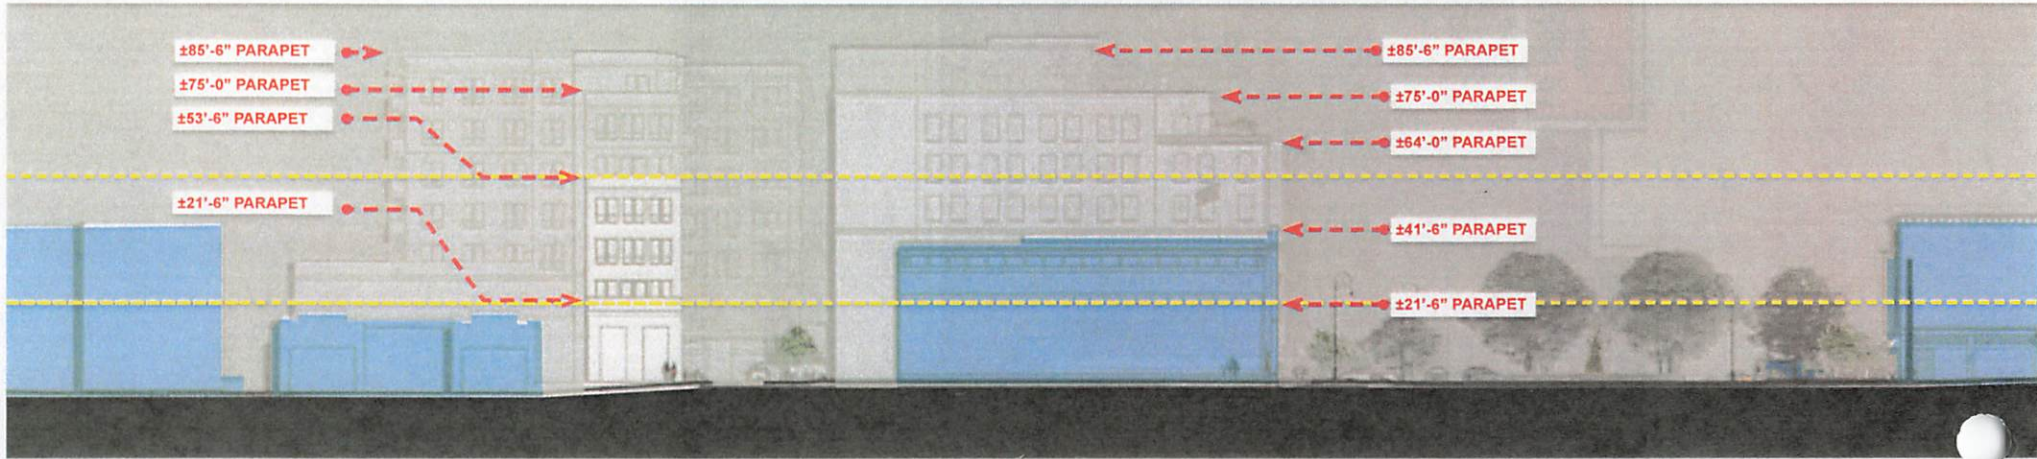 ±85'-6" PARAPET
±75'-0" PARAPET
±53'-6" PARAPET
±21'-6" PARAPET
±85'-6" PARAPET
±75'-0" PARAPET
±64'-0" PARAPET
±41'-6" PARAPET
±21'-6" PARAPET